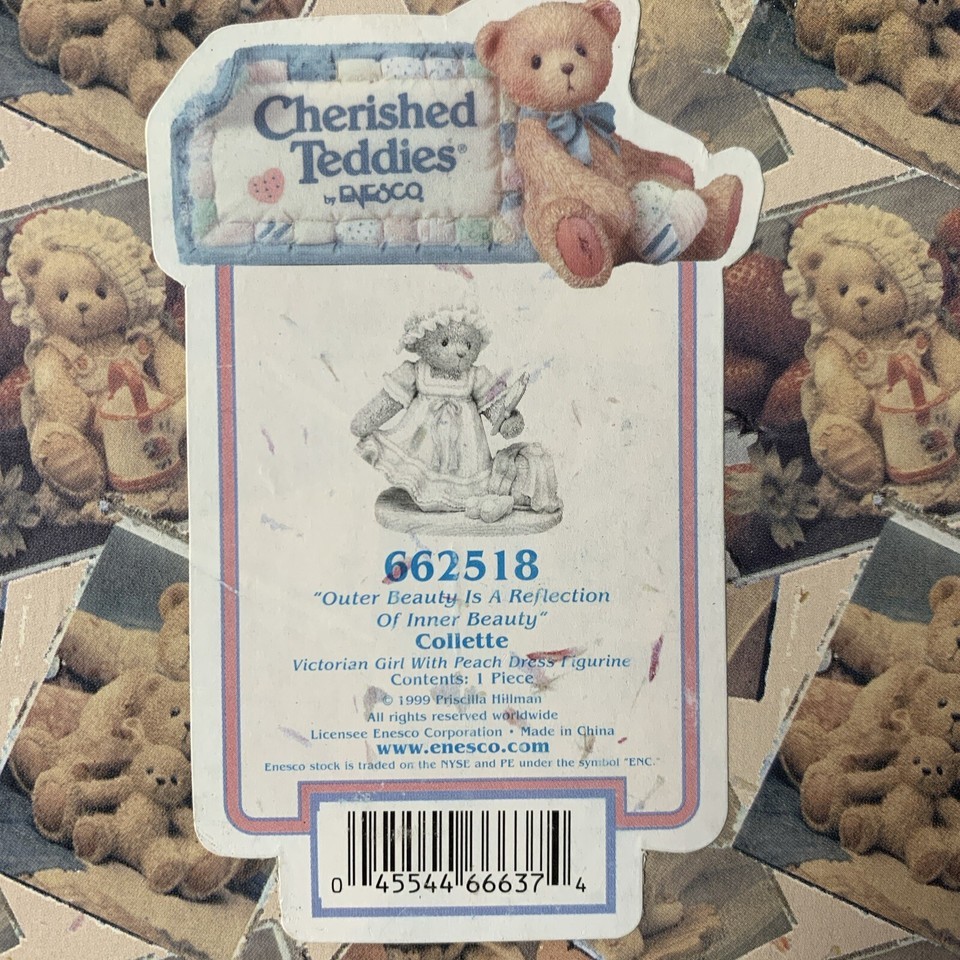 Cherished
Teddies®
by ENESCO
662518
"Outer Beauty Is A Reflection
Of Inner Beauty"
Collette
Victorian Girl With Peach Dress Figurine
Contents: 1 Piece
© 1999 Priscilla Hillman
All rights reserved worldwide
Licensee Enesco Corporation • Made in China
www.enesco.com
Enesco stock is traded on the NYSE and PE under the symbol "ENC."
0 45544 66637 4